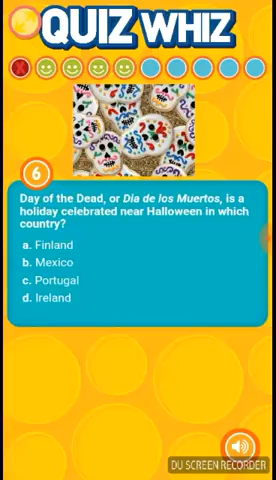 QUIZ WHIZ
6
Day of the Dead, or Dia de los Muertos, is a
holiday celebrated near Halloween in which
country?
a. Finland
b. Mexico
c. Portugal
d. Ireland
DU SCREEN RECORDER